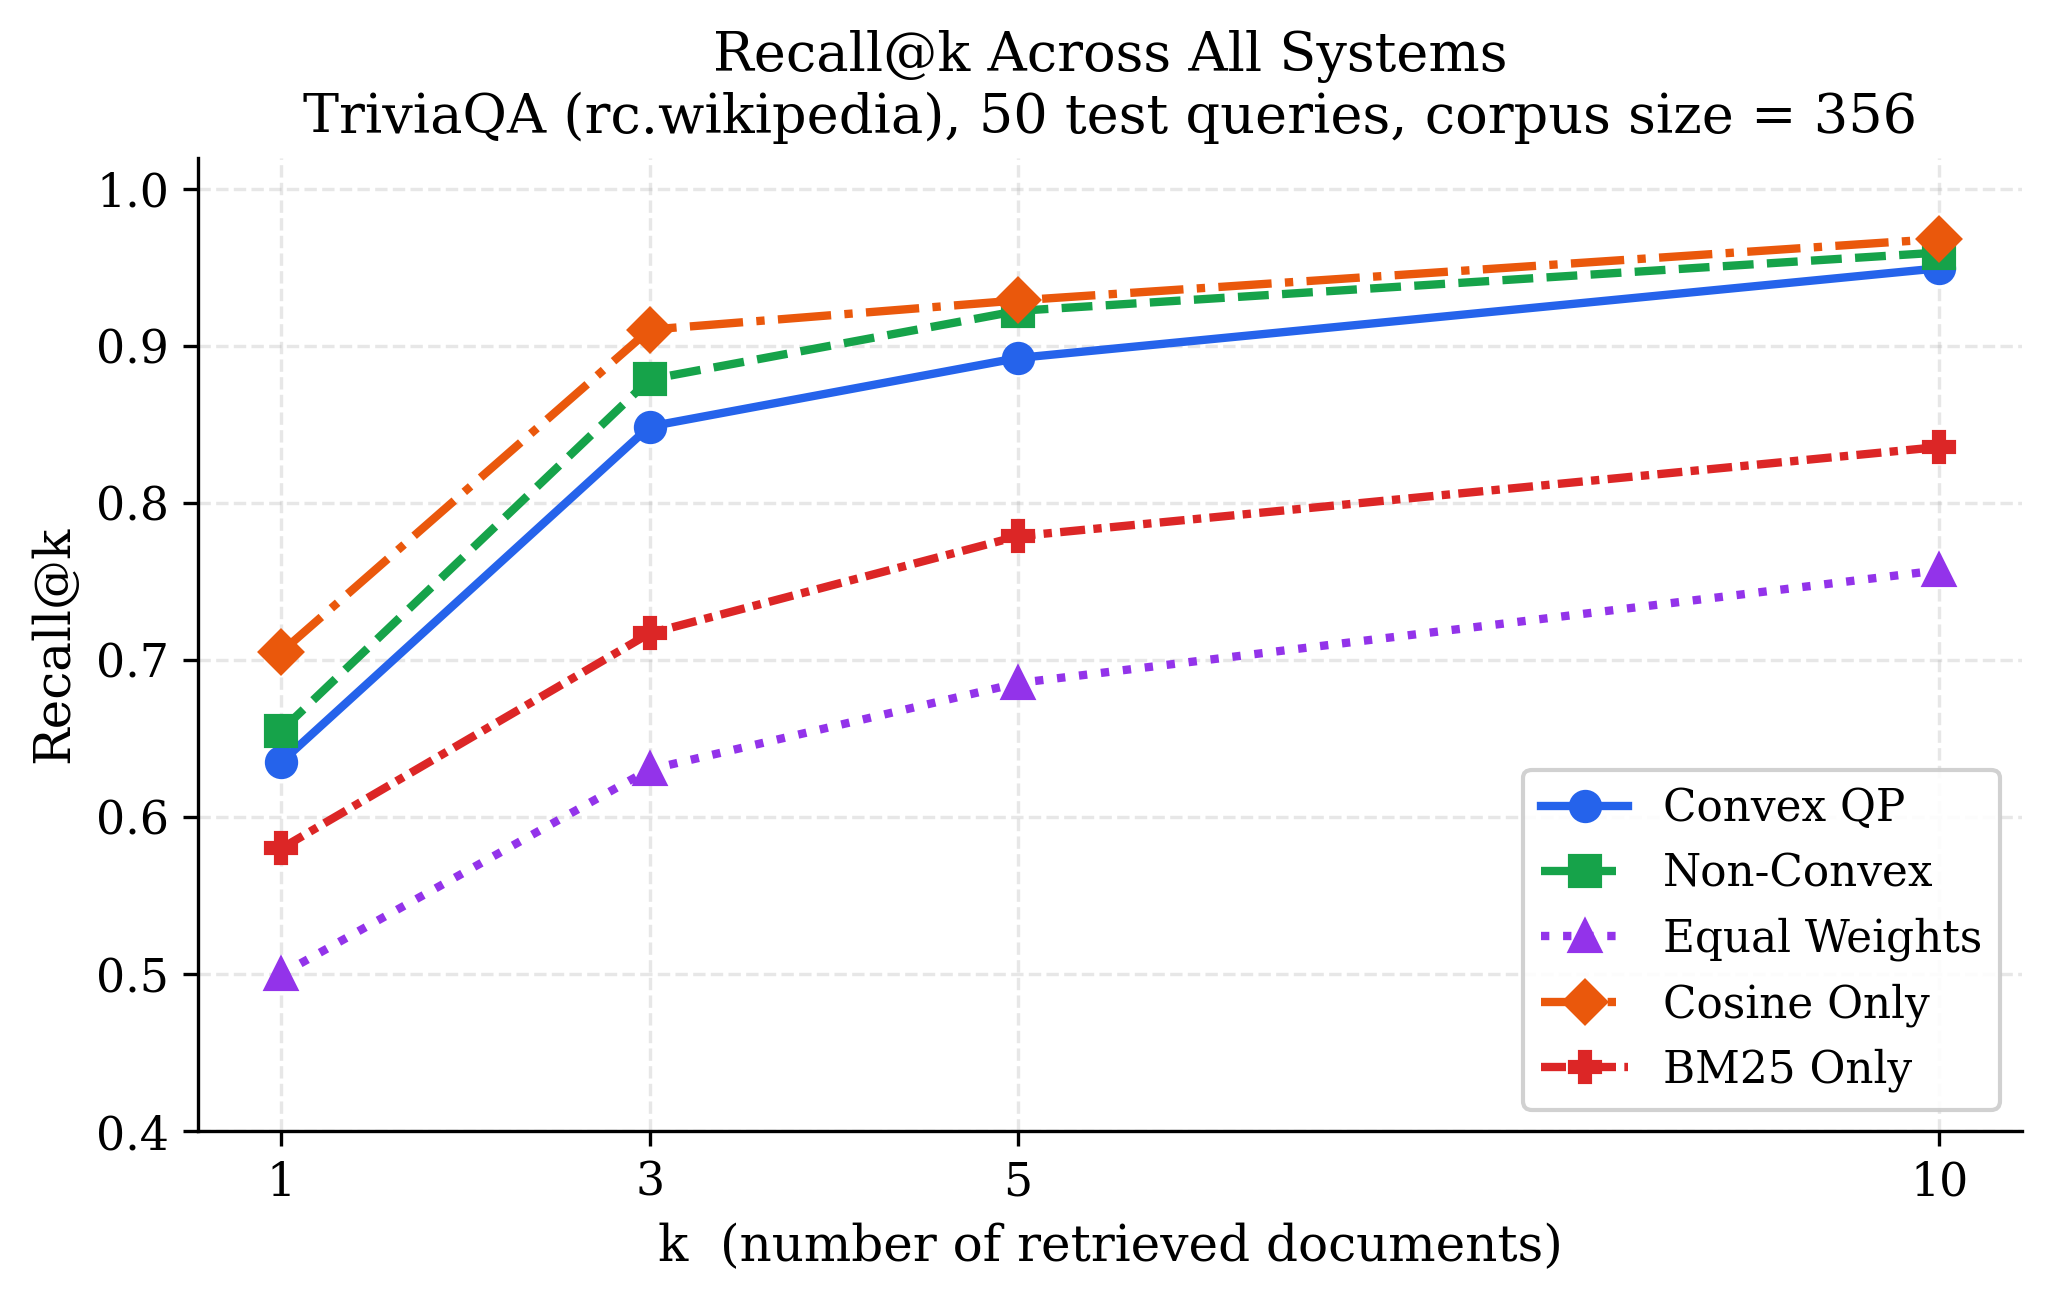 Recall@k Across All Systems
TriviaQA (rc.wikipedia), 50 test queries, corpus size = 356
1.0
0.9
0.8
0.7
0.6
0.5
0.4
Recall@k
1 3 5 10
k (number of retrieved documents)
Convex QP
Non-Convex
Equal Weights
Cosine Only
BM25 Only